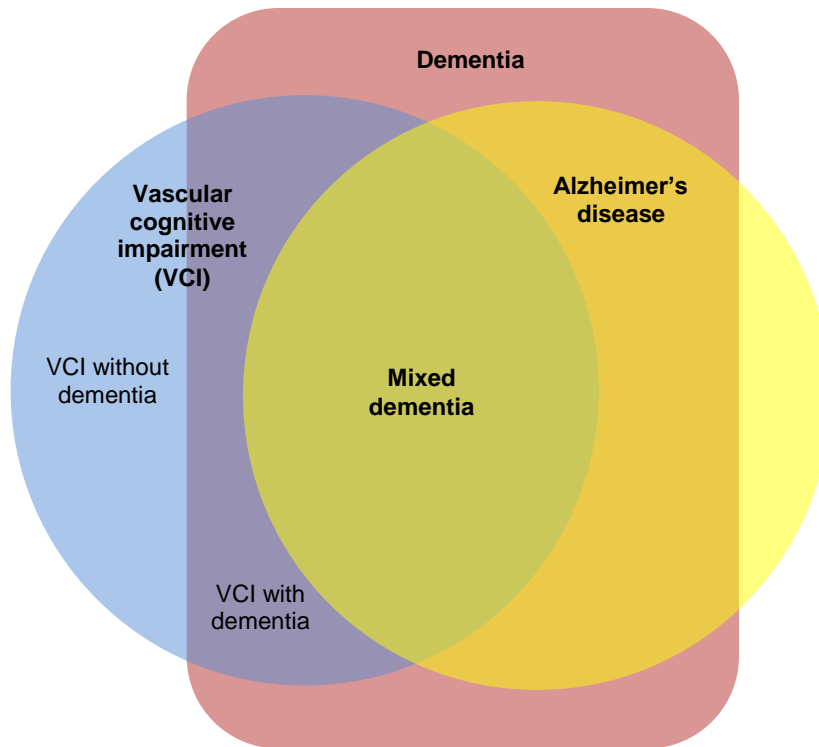 Dementia
Vascular
cognitive
impairment
(VCI)
Alzheimer’s
disease
VCI without
dementia
Mixed
dementia
VCI with
dementia